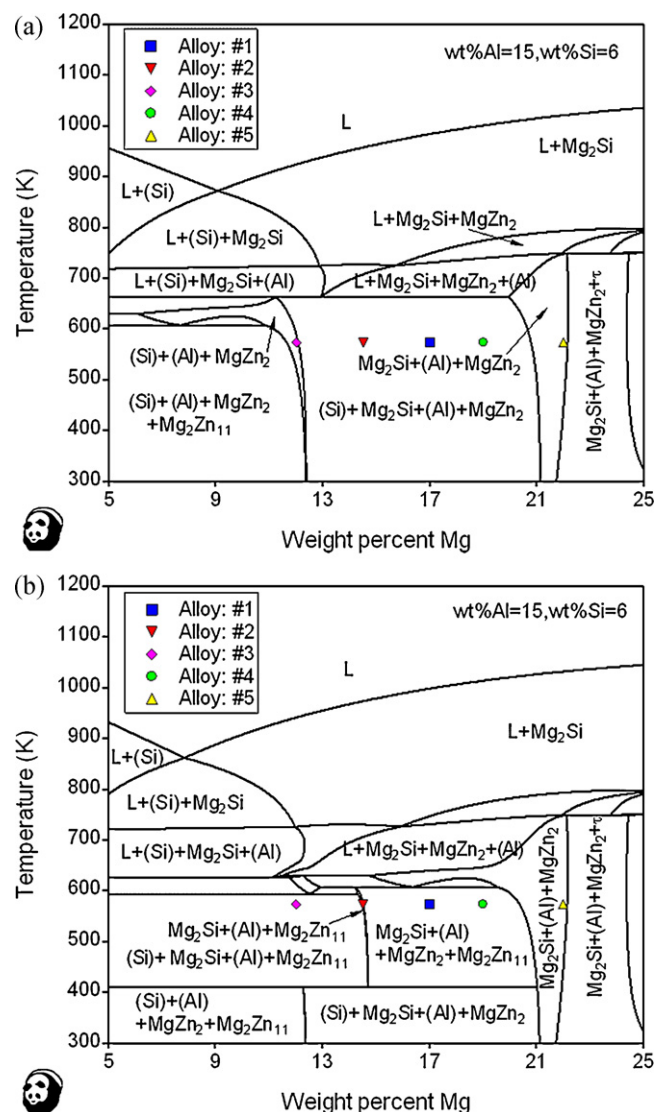 (a)
1200
1100
1000
900
800
700
600
500
400
300
Temperature (K)
Alloy: #1
Alloy: #2
Alloy: #3
Alloy: #4
Alloy: #5
wt%Al=15,wt%Si=6
L
L+Mg₂Si
L+(Si)
L+Mg₂Si+MgZn₂
L+(Si)+Mg₂Si
L+(Si)+Mg₂Si+(Al)
L+Mg₂Si+MgZn₂+(Al)
(Si)+(Al)+MgZn₂
Mg₂Si+(Al)+MgZn₂
(Si)+(Al)+MgZn₂
+Mg₂Zn₁₁
(Si)+Mg₂Si+(Al)+MgZn₂
Mg₂Si+(Al)+MgZn₂+τ
5 9 13 17 21 25
Weight percent Mg
(b)
1200
1100
1000
900
800
700
600
500
400
300
Temperature (K)
Alloy: #1
Alloy: #2
Alloy: #3
Alloy: #4
Alloy: #5
wt%Al=15,wt%Si=6
L
L+Mg₂Si
L+(Si)
L+(Si)+Mg₂Si
L+(Si)+Mg₂Si+(Al)
L+Mg₂Si+MgZn₂+(Al)
Mg₂Si+(Al)+Mg₂Zn₁₁
(Si)+Mg₂Si+(Al)+Mg₂Zn₁₁
Mg₂Si+(Al)
+MgZn₂+Mg₂Zn₁₁
Mg₂Si+(Al)+MgZn₂
Mg₂Si+(Al)+MgZn₂+τ
(Si)+(Al)
+MgZn₂+Mg₂Zn₁₁
(Si)+Mg₂Si+(Al)+MgZn₂
5 9 13 17 21 25
Weight percent Mg